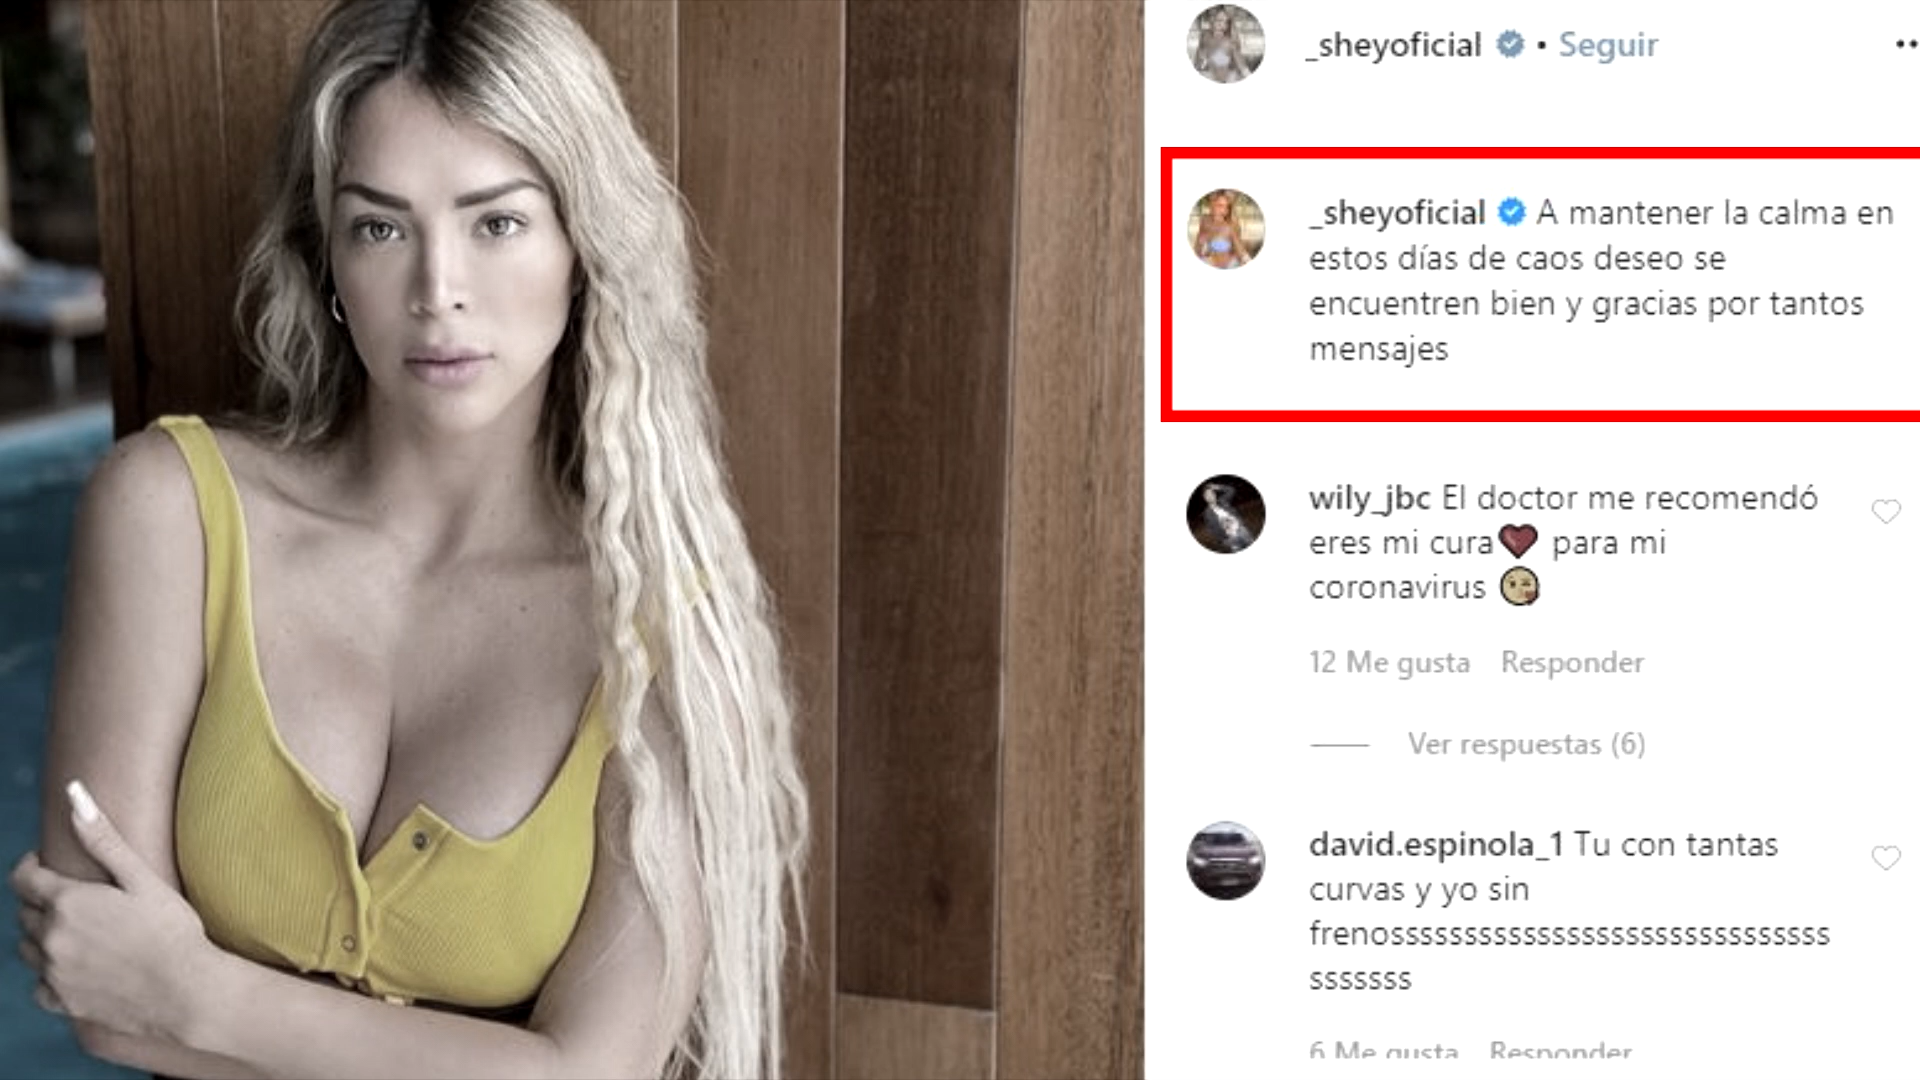 _sheyoficial • Seguir
_sheyoficial A mantener la calma en
estos días de caos deseo se
encuentren bien y gracias por tantos
mensajes
wily_jbc El doctor me recomendó
eres mi cura❤️ para mi
coronavirus 😘
12 Me gusta Responder
Ver respuestas (6)
david.espinola_1 Tu con tantas
curvas y yo sin
frenosssssssssssssssssssssssssssssss
sssssss
6 Me gusta Responder